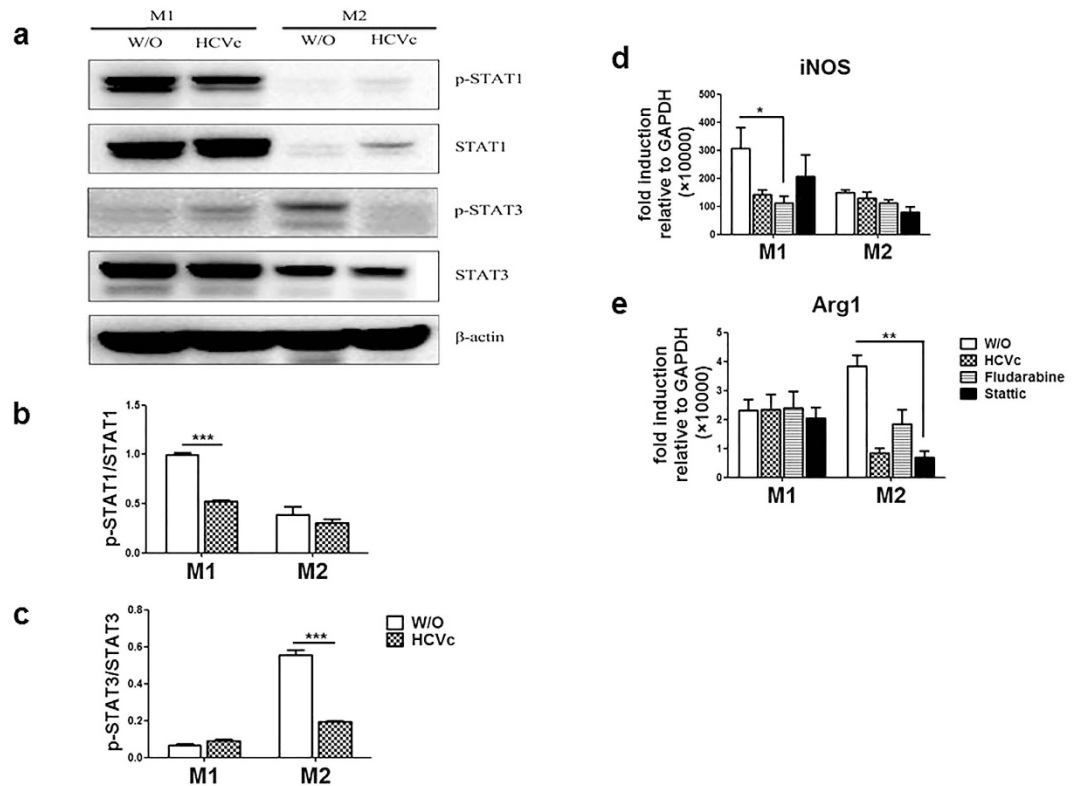 a
M1 M2
W/O HCVc W/O HCVc
p-STAT1
STAT1
p-STAT3
STAT3
β-actin
b
p-STAT1/STAT1
1.5
1.0
0.5
0.0
***
M1 M2
c
p-STAT3/STAT3
0.8
0.6
0.4
0.2
0.0
***
M1 M2
W/O
HCVc
d
iNOS
fold induction
relative to GAPDH
(×10000)
500
400
300
200
100
0
*
M1 M2
e
Arg1
fold induction
relative to GAPDH
(×10000)
5
4
3
2
1
0
**
M1 M2
W/O
HCVc
Fludarabine
Stattic